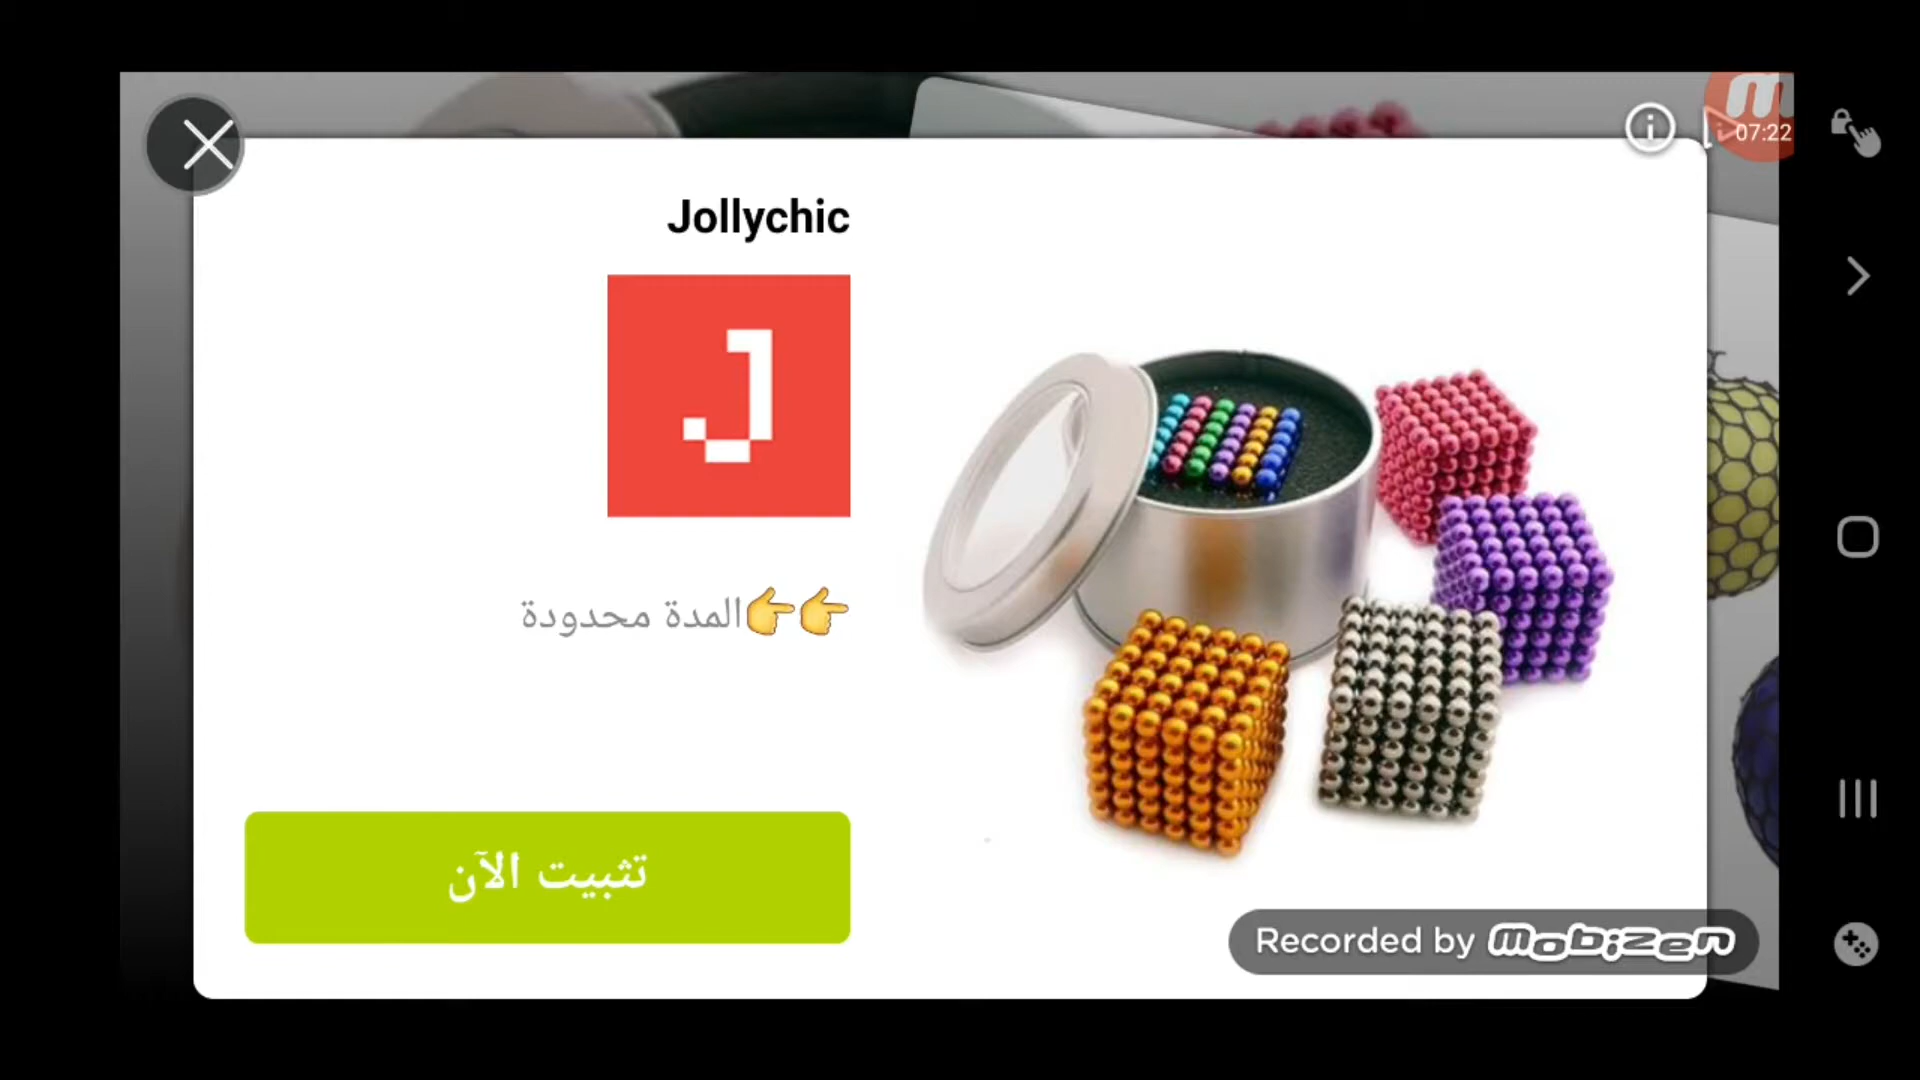 07:22
Jollychic
J
👉👉المدة محدودة
تثبيت الآن
Recorded by mobizen